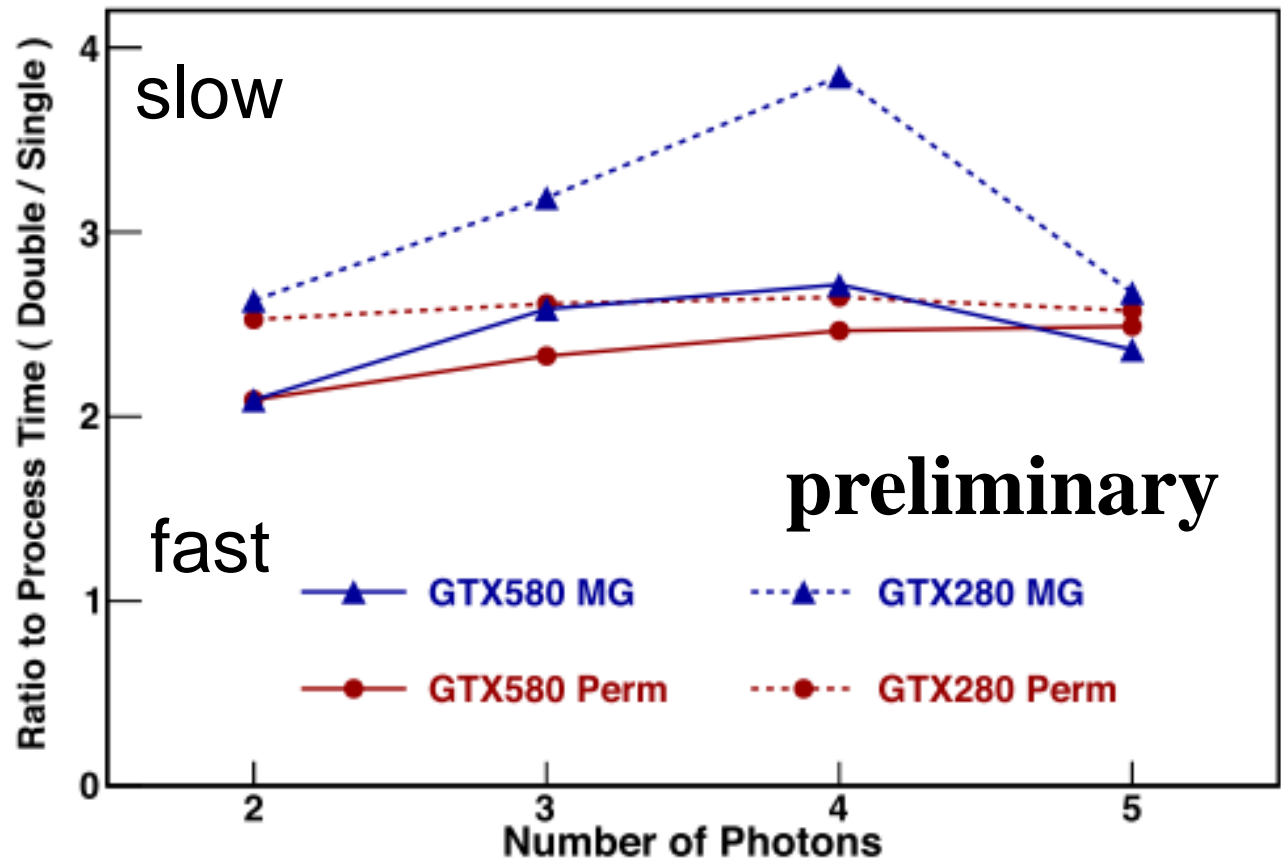 Ratio to Process Time ( Double / Single )
4
slow
3
2
preliminary
fast
1
GTX580 MG
GTX280 MG
GTX580 Perm
GTX280 Perm
0
2
3
4
5
Number of Photons